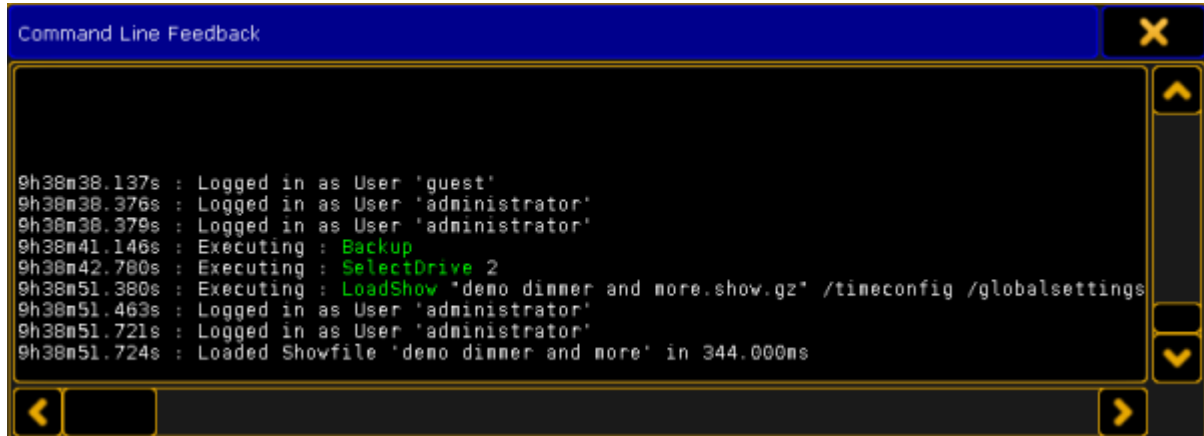 Command Line Feedback
9h38m38.137s : Logged in as User 'guest'
9h38m38.376s : Logged in as User 'administrator'
9h38m38.379s : Logged in as User 'administrator'
9h38m41.146s : Executing : Backup
9h38m42.780s : Executing : SelectDrive 2
9h38m51.380s : Executing : LoadShow "demo dimmer and more.show.gz" /timeconfig /globalsettings
9h38m51.463s : Logged in as User 'administrator'
9h38m51.721s : Logged in as User 'administrator'
9h38m51.724s : Loaded Showfile 'demo dimmer and more' in 344.000ms